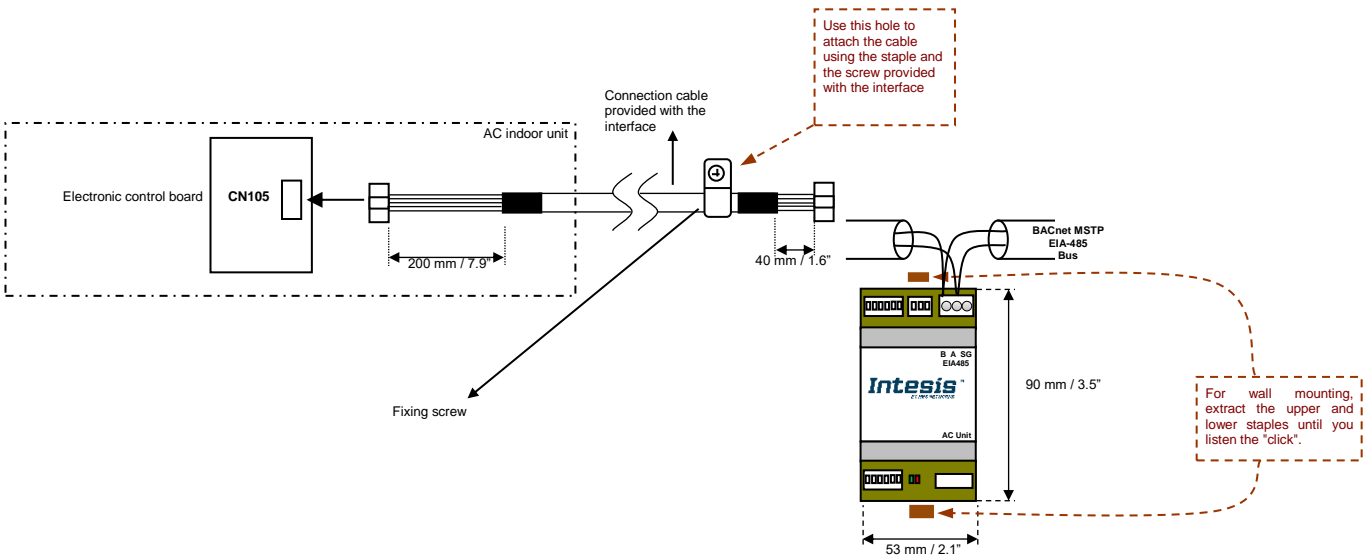 Use this hole to
attach the cable
using the staple and
the screw provided
with the interface
Connection cable
provided with the
interface
AC indoor unit
Electronic control board
CN105
200 mm / 7.9”
40 mm / 1.6”
BACnet MSTP
EIA-485
Bus
B A SG
EIA485
Intesis™
AC Unit
90 mm / 3.5”
53 mm / 2.1”
Fixing screw
For wall mounting,
extract the upper and
lower staples until you
listen the "click".